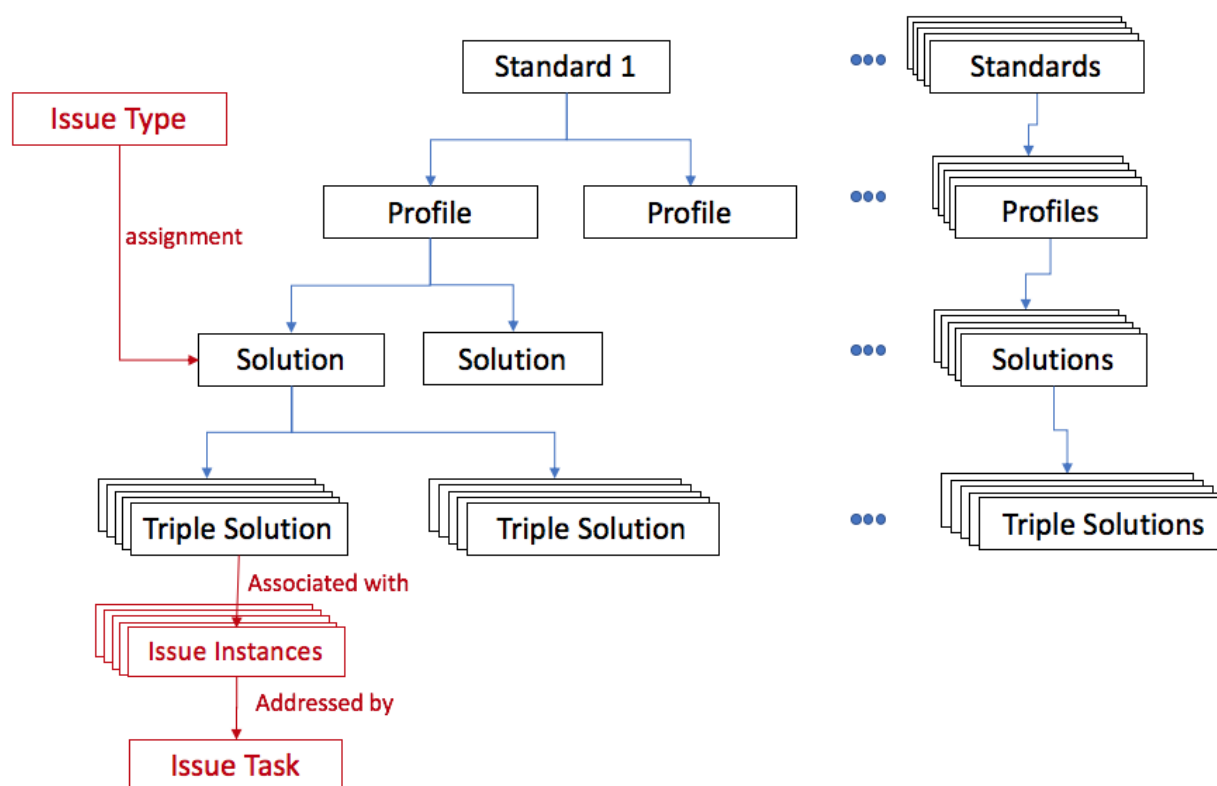 Standard 1
Standards
Issue Type
Profile
Profile
Profiles
assignment
Solution
Solution
Solutions
Triple Solution
Triple Solution
Triple Solutions
Associated with
Issue Instances
Addressed by
Issue Task